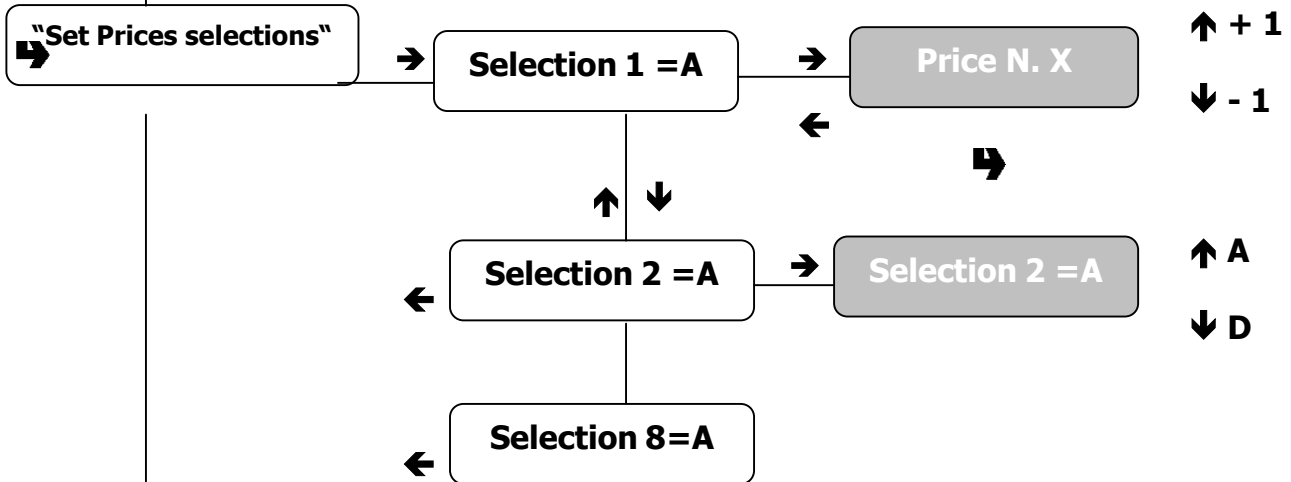 “Set Prices selections“
Selection 1 =A
Price N. X
+ 1
- 1
Selection 2 =A
Selection 2 =A
A
D
Selection 8=A